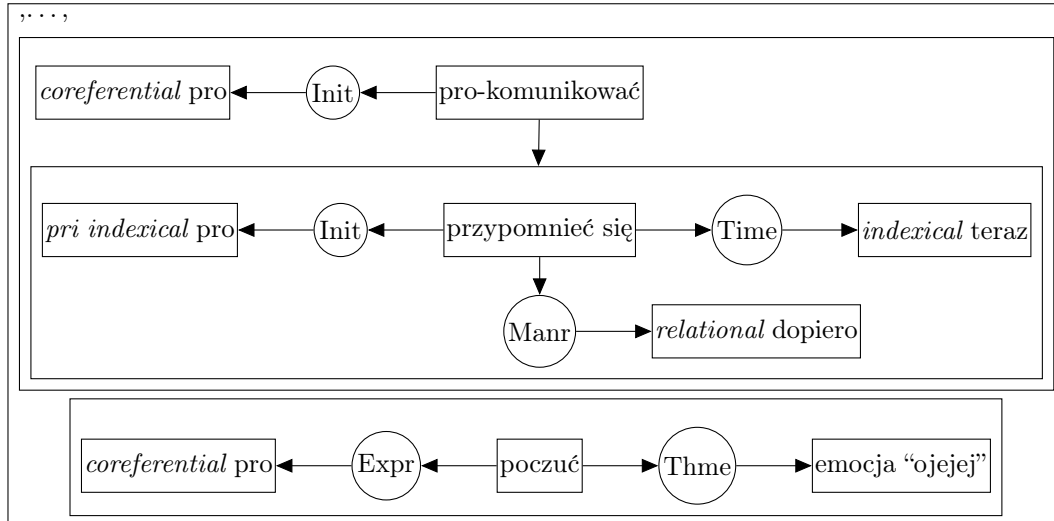 ,. . . ,
coreferential pro Init pro-komunikować
pri indexical pro Init przypomnieć się Time indexical teraz
Manr relational dopiero
coreferential pro Expr poczuć Thme emocja “ojejej”